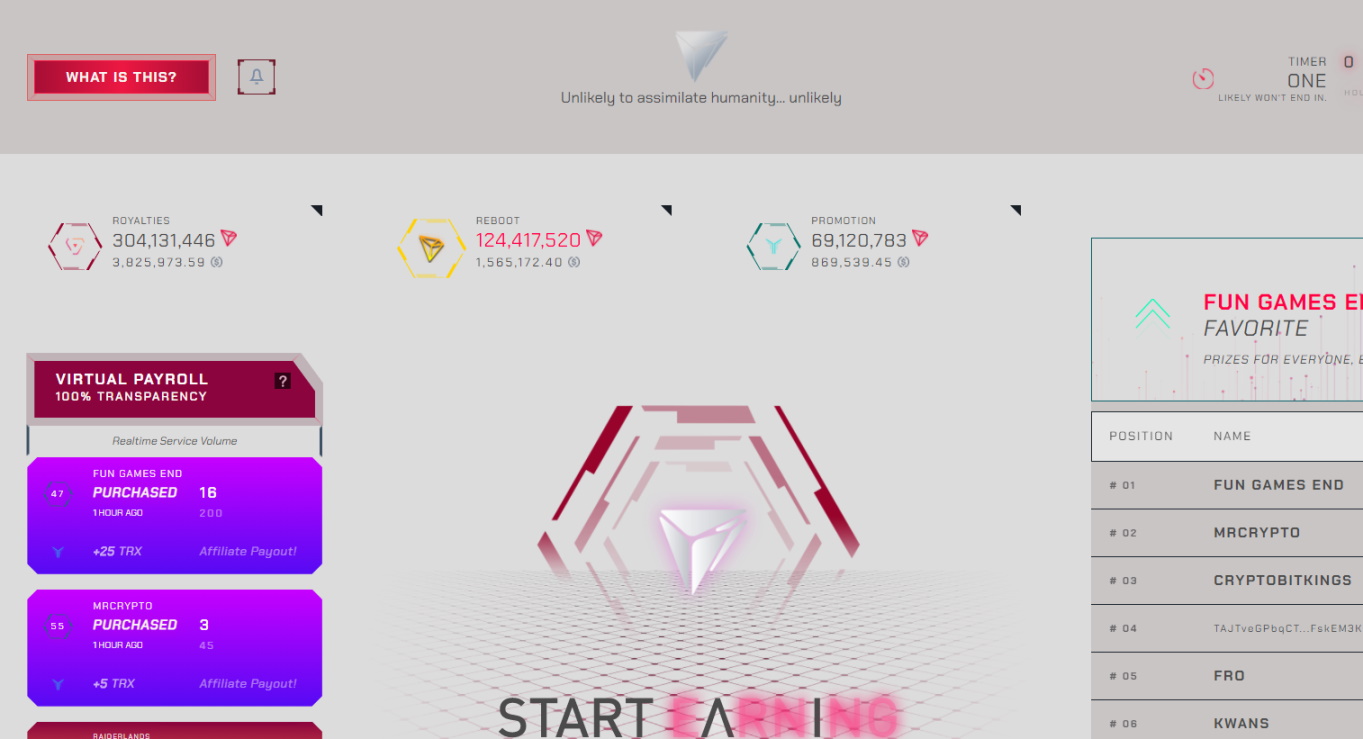 WHAT IS THIS?
Unlikely to assimilate humanity... unlikely
TIMER
0
ONE
LIKELY WON'T END IN.
HOU
ROYALTIES
304,131,446
3,825,973.59
REBOOT
124,417,520
1,565,172.40
PROMOTION
69,120,783
869,539.45
FUN GAMES E
FAVORITE
PRIZES FOR EVERYONE, E
VIRTUAL PAYROLL
100% TRANSPARENCY
?
Realtime Service Volume
FUN GAMES END
47
PURCHASED 16
1 HOUR AGO 200
+25 TRX Affiliate Payout!
MRCRYPTO
55
PURCHASED 3
1 HOUR AGO 45
+5 TRX Affiliate Payout!
RAIDERLANDS
START EARNING
POSITION NAME
# 01 FUN GAMES END
# 02 MRCRYPTO
# 03 CRYPTOBITKINGS
# 04 TAJTveGPbqCT...FskEM3K
# 05 FRO
# 06 KWANS